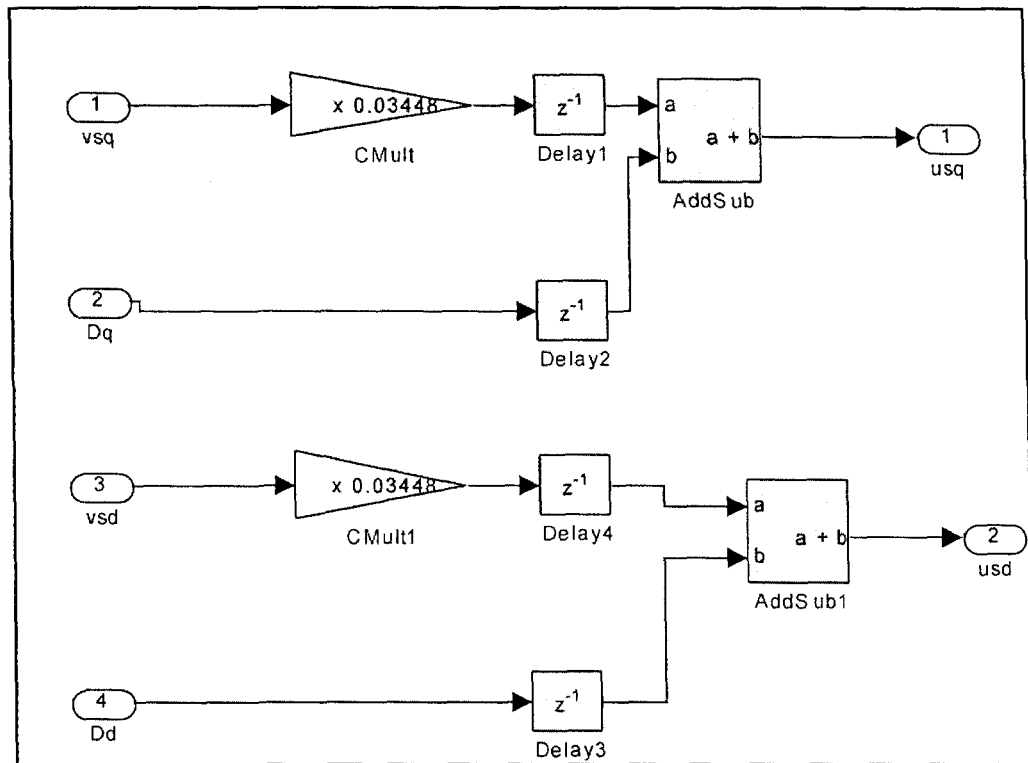 1
vsq
x 0.03448
CMult
z-1
Delay1
a
b
a + b
AddSub
1
usq
2
Dq
z-1
Delay2
3
vsd
x 0.03448
CMult1
z-1
Delay4
a
b
a + b
AddSub1
2
usd
4
Dd
z-1
Delay3